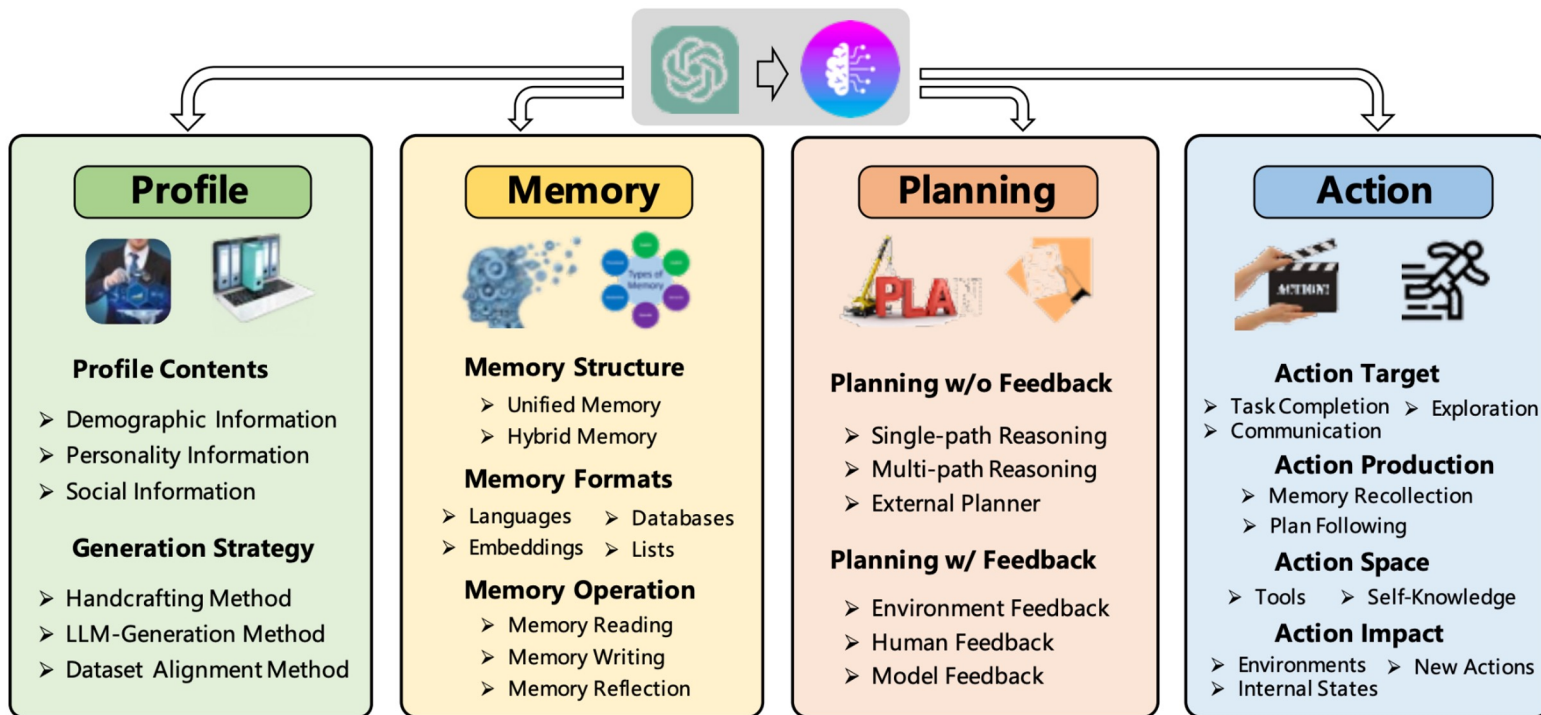 Profile
Profile Contents
➢ Demographic Information
➢ Personality Information
➢ Social Information
Generation Strategy
➢ Handcrafting Method
➢ LLM-Generation Method
➢ Dataset Alignment Method
Memory
Types of
Memory
Memory Structure
➢ Unified Memory
➢ Hybrid Memory
Memory Formats
➢ Languages ➢ Databases
➢ Embeddings ➢ Lists
Memory Operation
➢ Memory Reading
➢ Memory Writing
➢ Memory Reflection
Planning
PLA
Planning w/o Feedback
➢ Single-path Reasoning
➢ Multi-path Reasoning
➢ External Planner
Planning w/ Feedback
➢ Environment Feedback
➢ Human Feedback
➢ Model Feedback
Action
ACTION!
Action Target
➢ Task Completion ➢ Exploration
➢ Communication
Action Production
➢ Memory Recollection
➢ Plan Following
Action Space
➢ Tools ➢ Self-Knowledge
Action Impact
➢ Environments ➢ New Actions
➢ Internal States